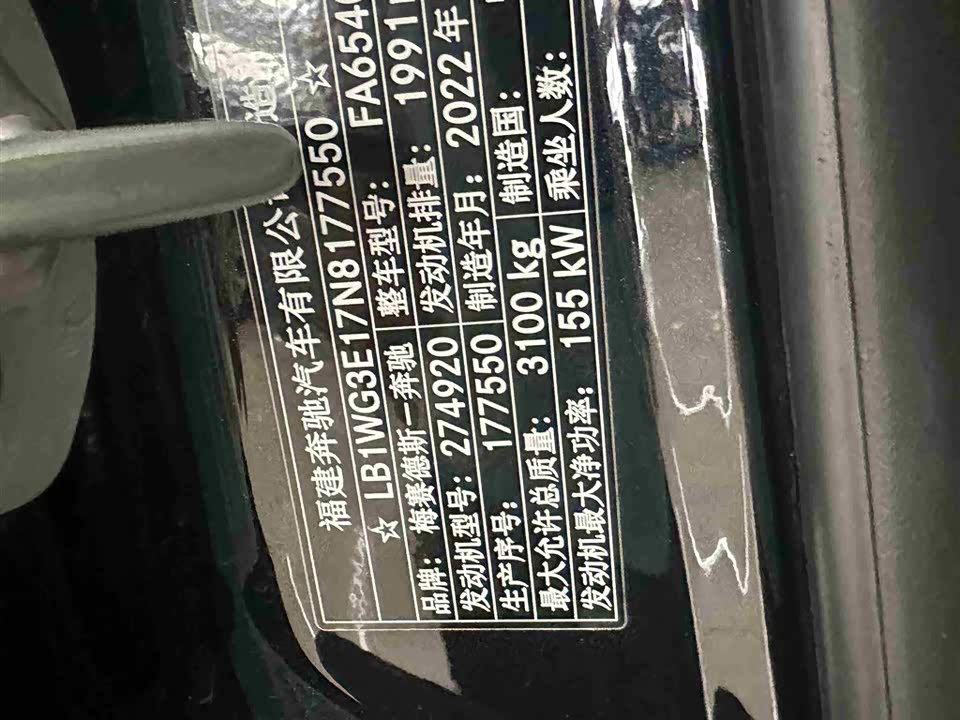 福建奔驰汽车有限公
造
☆ LB1WG3E17N8177550 ☆
品牌: 梅赛德斯-奔驰 整车型号: FA654
发动机型号: 274920 发动机排量: 1991
生产序号: 177550 制造年月: 2022年
最大允许总质量: 3100 kg 制造国:
发动机最大净功率: 155 kW 乘坐人数: